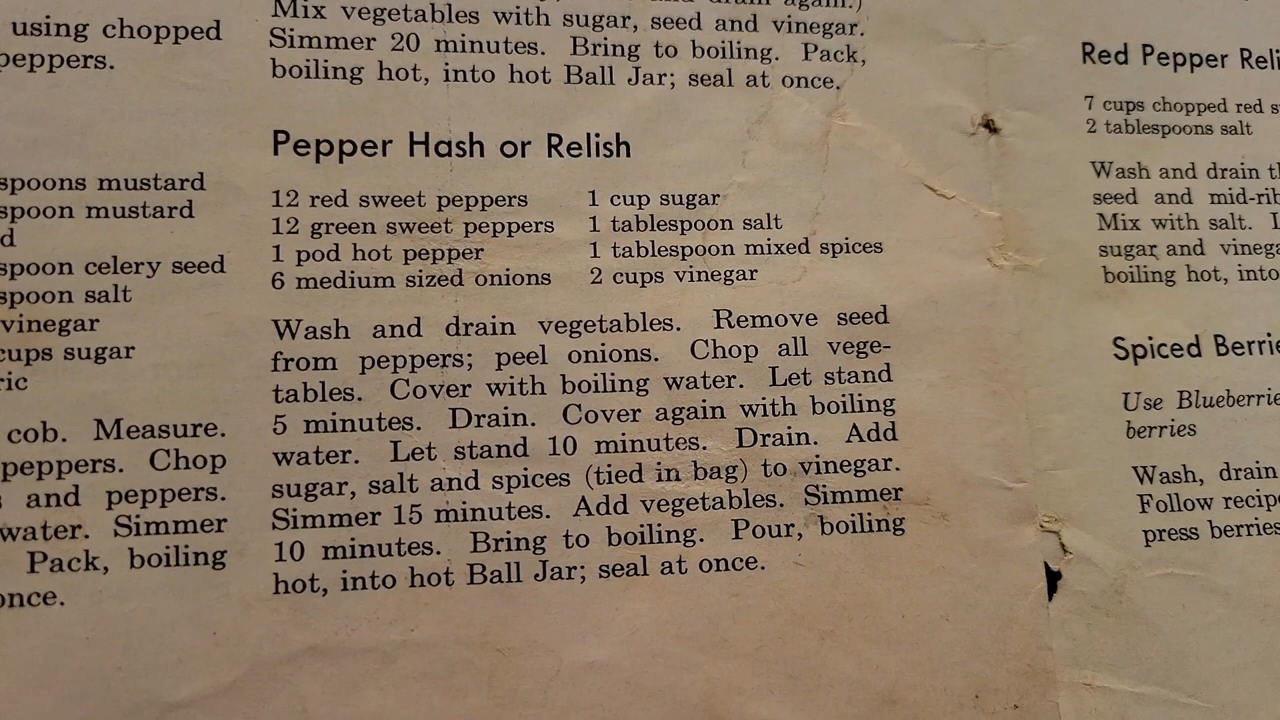 using chopped
peppers.
spoons mustard
spoon mustard
spoon celery seed
spoon salt
vinegar
cups sugar
cob. Measure.
peppers. Chop
and peppers.
water. Simmer
Pack, boiling
once.
Mix vegetables with sugar, seed and vinegar.
Simmer 20 minutes. Bring to boiling. Pack,
boiling hot, into hot Ball Jar; seal at once.
Pepper Hash or Relish
12 red sweet peppers
12 green sweet peppers
1 pod hot pepper
6 medium sized onions
1 cup sugar
1 tablespoon salt
1 tablespoon mixed spices
2 cups vinegar
Wash and drain vegetables. Remove seed
from peppers; peel onions. Chop all vege-
tables. Cover with boiling water. Let stand
5 minutes. Drain. Cover again with boiling
water. Let stand 10 minutes. Drain. Add
sugar, salt and spices (tied in bag) to vinegar.
Simmer 15 minutes. Add vegetables. Simmer
10 minutes. Bring to boiling. Pour, boiling
hot, into hot Ball Jar; seal at once.
Red Pepper Reli
7 cups chopped red s
2 tablespoons salt
Wash and drain th
seed and mid-rib
Mix with salt.
sugar and vinega
boiling hot, into
Spiced Berrie
Use Blueberrie
berries
Wash, drain
Follow recip
press berries